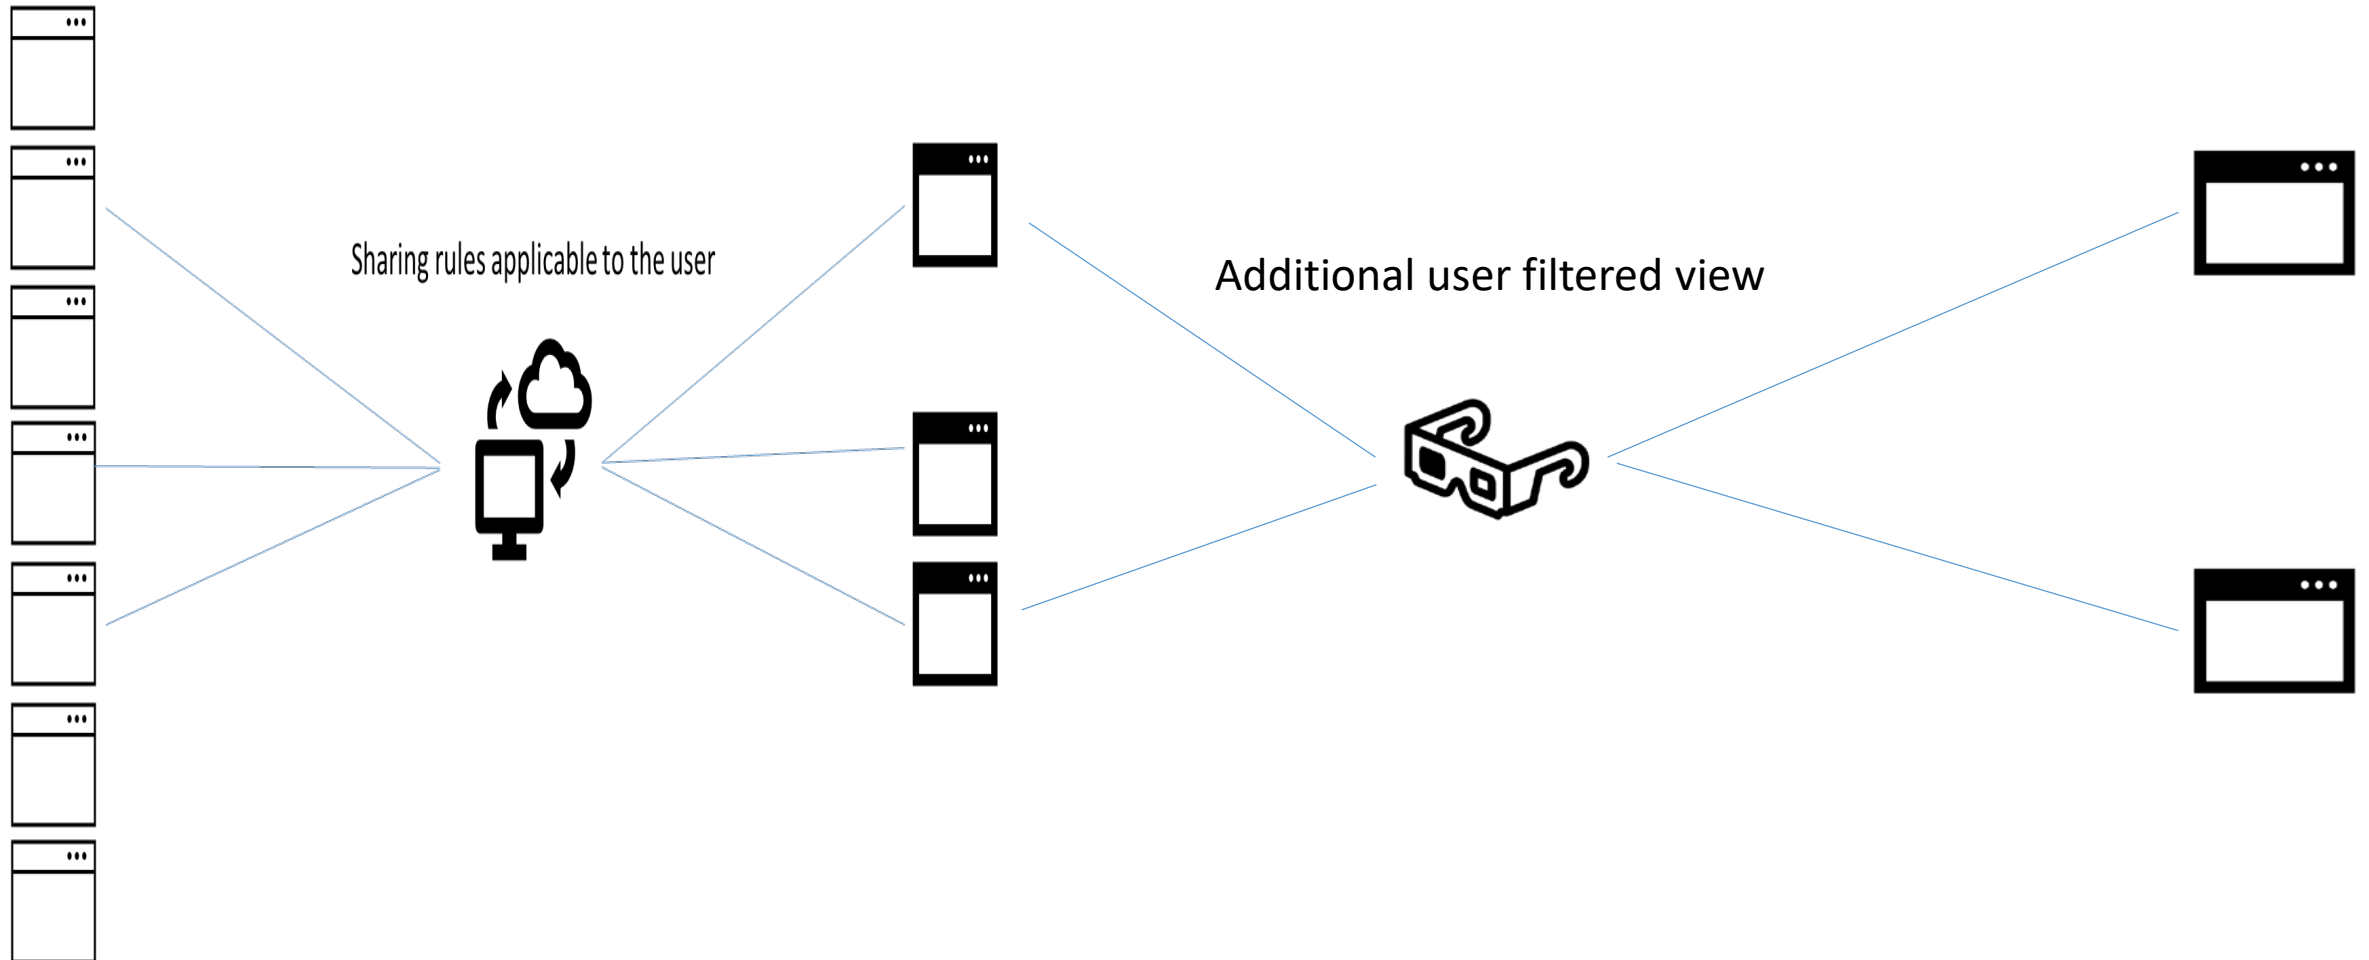 Sharing rules applicable to the user
Additional user filtered view